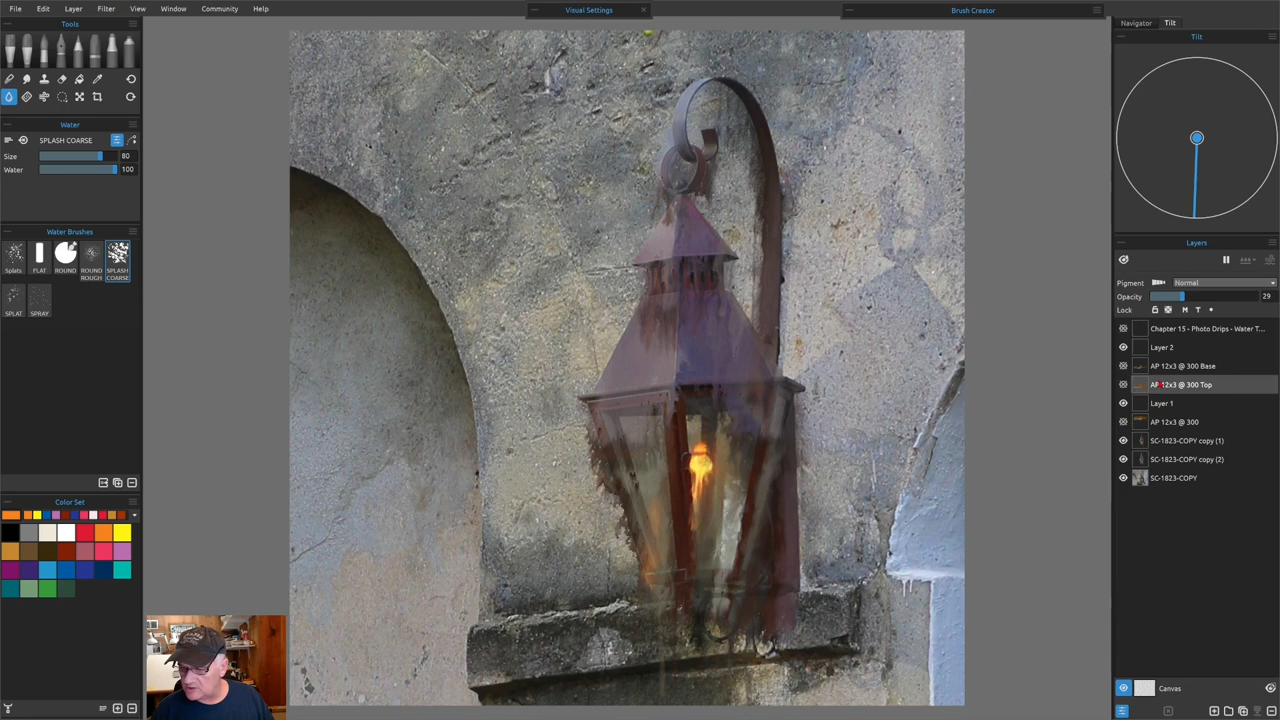 File Edit Layer Filter Permissions View Window Community Help
Visual Settings
Brush Creator
Tools
Navigator Tilt
Tilt
Water
SPLASH COARSE
Size 80
Water 100
Water Brushes
Splats FLAT ROUND ROUND ROUGH SPLASH COARSE
SPLAT SPRAY
Layers
Pigment Normal
Opacity 29
Lock M T
Chapter 15 - Photo Drips - Water T...
Layer 2
AP 12x3 @ 300 Base
AP 12x3 @ 300 Top
Layer 1
AP 12x3 @ 300
SC-1823-COPY copy (1)
SC-1823-COPY copy (2)
SC-1823-COPY
Color Set
Canvas